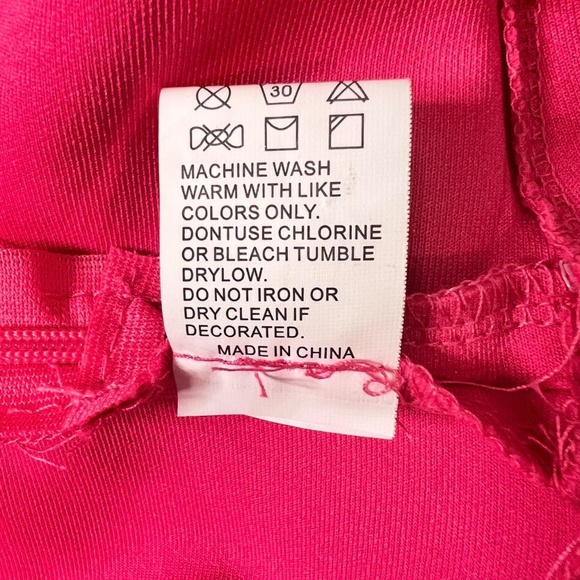 30
MACHINE WASH
WARM WITH LIKE
COLORS ONLY.
DONTUSE CHLORINE
OR BLEACH TUMBLE
DRYLOW.
DO NOT IRON OR
DRY CLEAN IF
DECORATED.
MADE IN CHINA